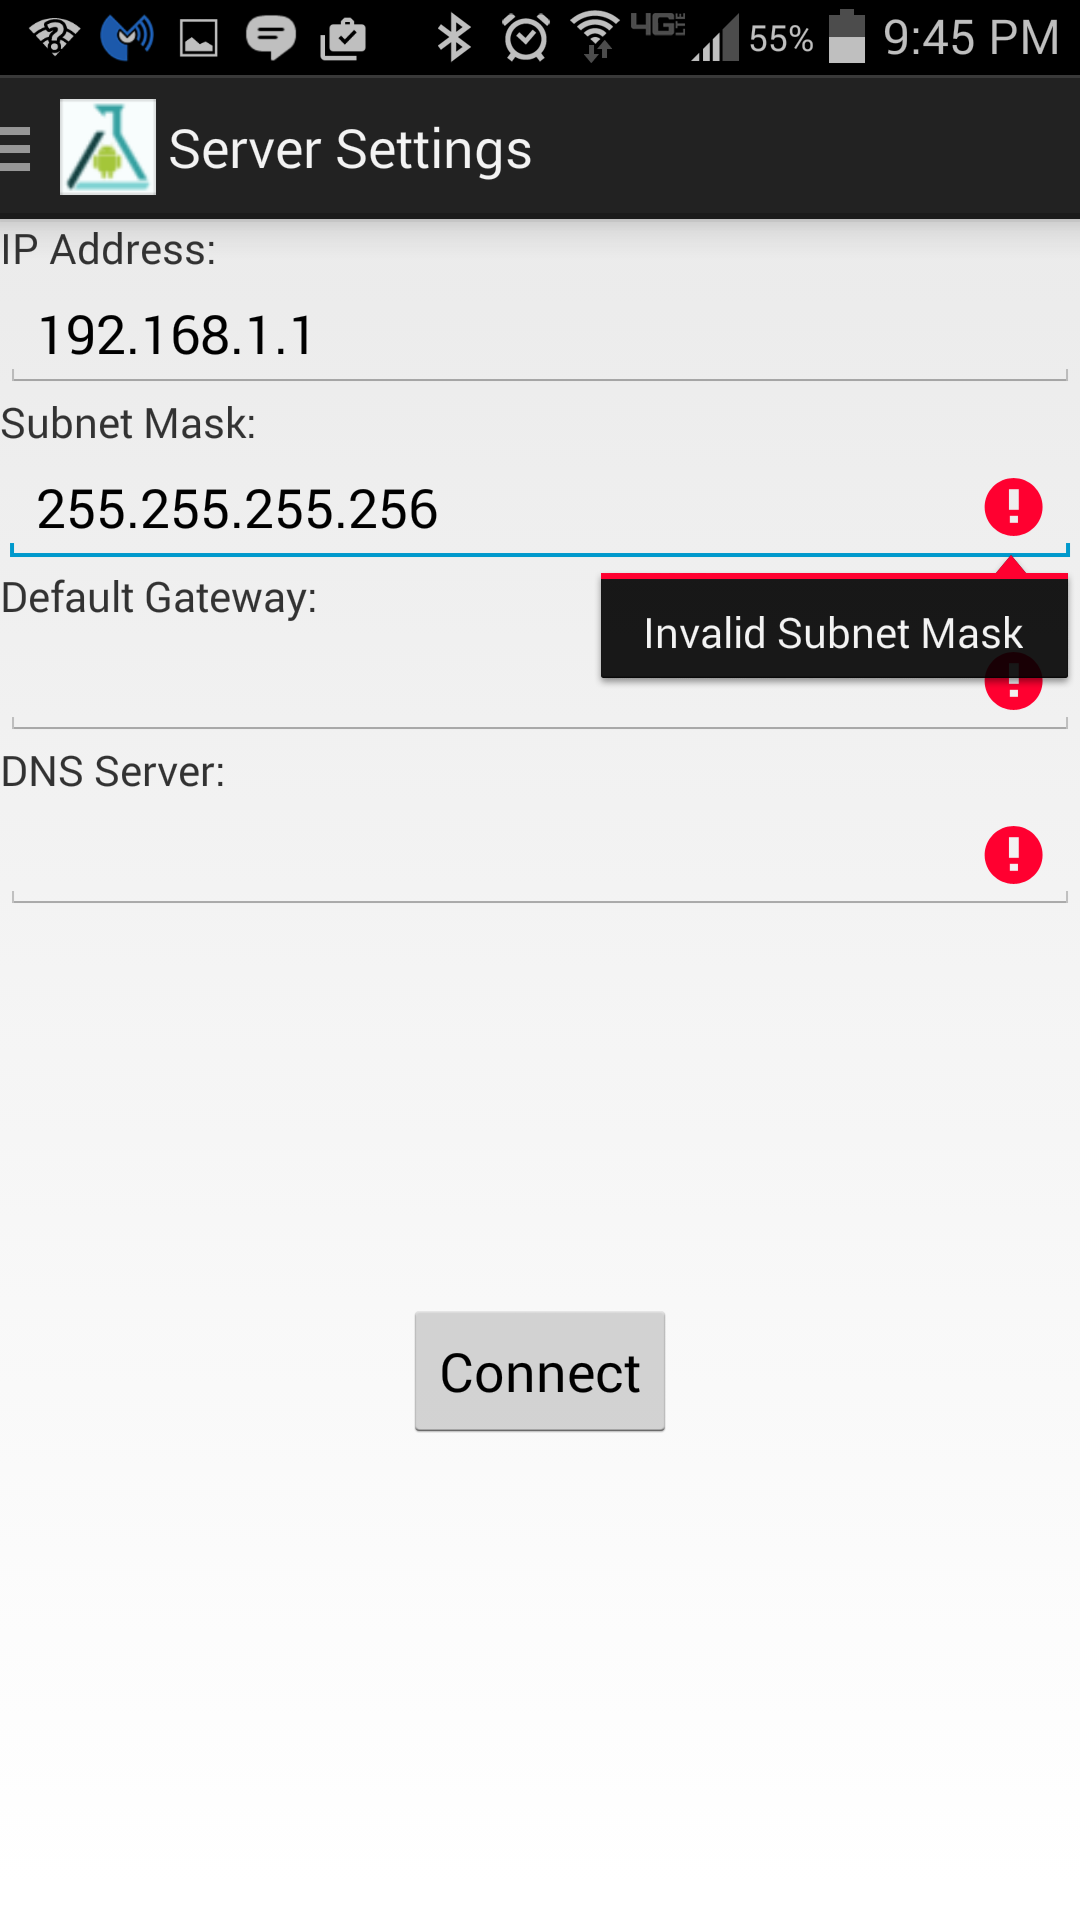 4G LTE 55% 9:45 PM
Server Settings
IP Address:
192.168.1.1
Subnet Mask:
255.255.255.256
Default Gateway:
Invalid Subnet Mask
DNS Server:
Connect